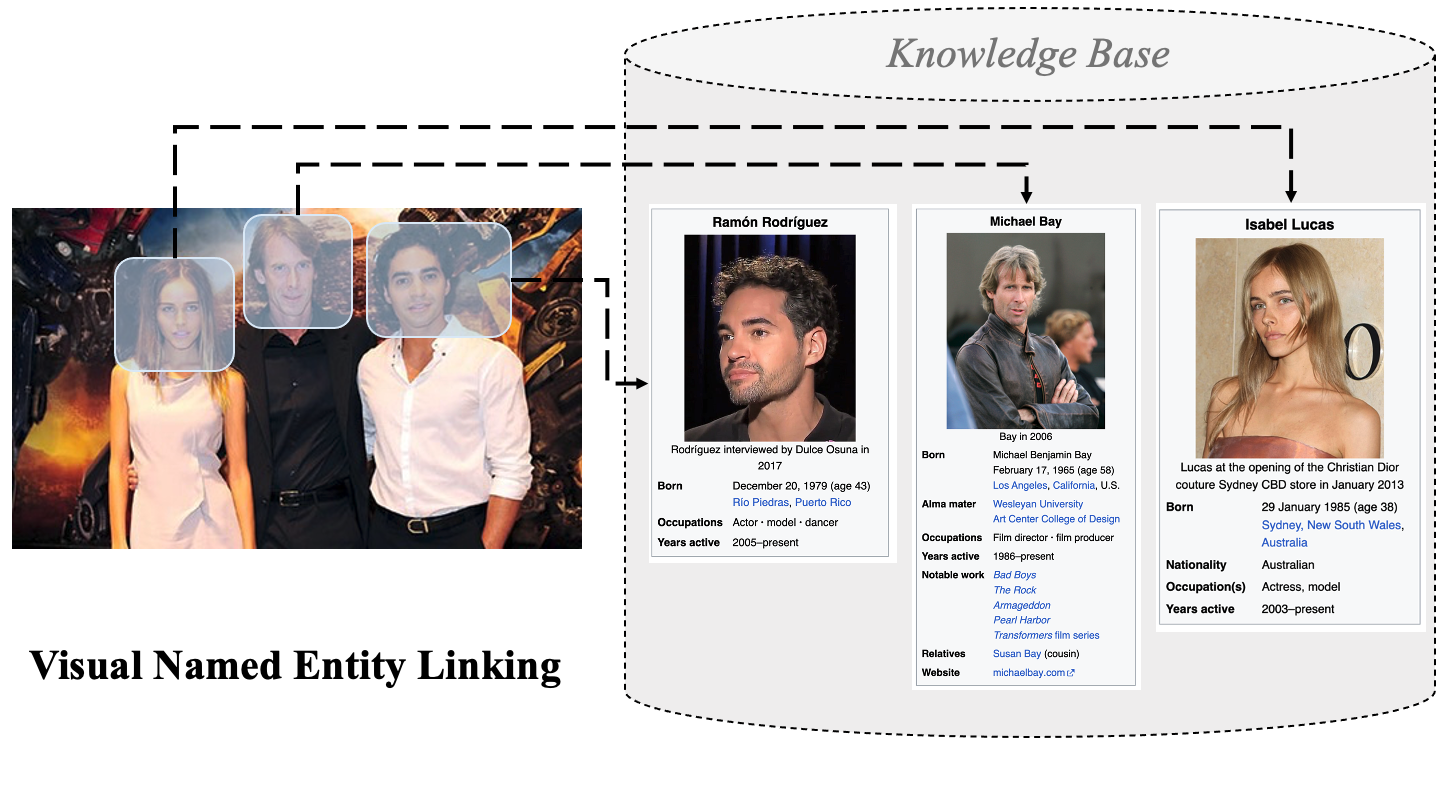 Knowledge Base
Ramón Rodríguez
Rodríguez interviewed by Dulce Osuna in
2017
Born December 20, 1979 (age 43)
Río Piedras, Puerto Rico
Occupations Actor · model · dancer
Years active 2005–present
Michael Bay
Bay in 2006
Born Michael Benjamin Bay
February 17, 1965 (age 58)
Los Angeles, California, U.S.
Alma mater Wesleyan University
Art Center College of Design
Occupations Film director · film producer
Years active 1986–present
Notable work Bad Boys
The Rock
Armageddon
Pearl Harbor
Transformers film series
Relatives Susan Bay (cousin)
Website michaelbay.com
Isabel Lucas
Lucas at the opening of the Christian Dior
couture Sydney CBD store in January 2013
Born 29 January 1985 (age 38)
Sydney, New South Wales,
Australia
Nationality Australian
Occupation(s) Actress, model
Years active 2003–present
Visual Named Entity Linking